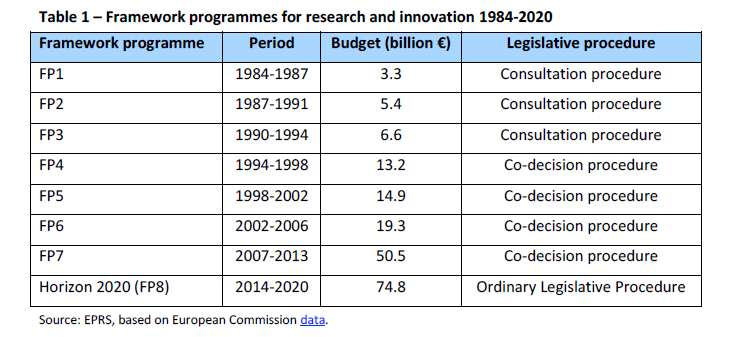 Table 1 – Framework programmes for research and innovation 1984-2020
Framework programme Period Budget (billion €) Legislative procedure
FP1 1984-1987 3.3 Consultation procedure
FP2 1987-1991 5.4 Consultation procedure
FP3 1990-1994 6.6 Consultation procedure
FP4 1994-1998 13.2 Co-decision procedure
FP5 1998-2002 14.9 Co-decision procedure
FP6 2002-2006 19.3 Co-decision procedure
FP7 2007-2013 50.5 Co-decision procedure
Horizon 2020 (FP8) 2014-2020 74.8 Ordinary Legislative Procedure
Source: EPRS, based on European Commission data.